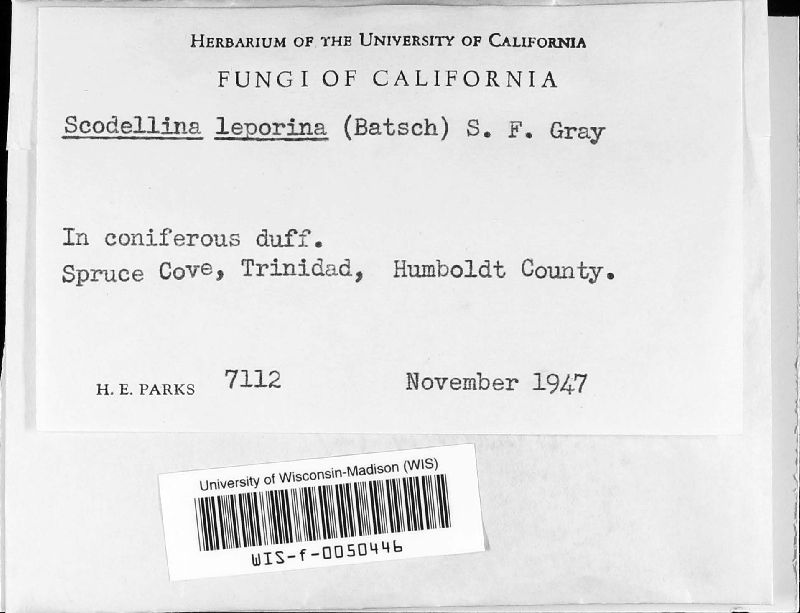 HERBARIUM OF THE UNIVERSITY OF CALIFORNIA
FUNGI OF CALIFORNIA
Scodellina leporina (Batsch) S. F. Gray
In coniferous duff.
Spruce Cove, Trinidad, Humboldt County.
H. E. PARKS 7112 November 1947
University of Wisconsin-Madison (WIS)
WIS-f-0050446